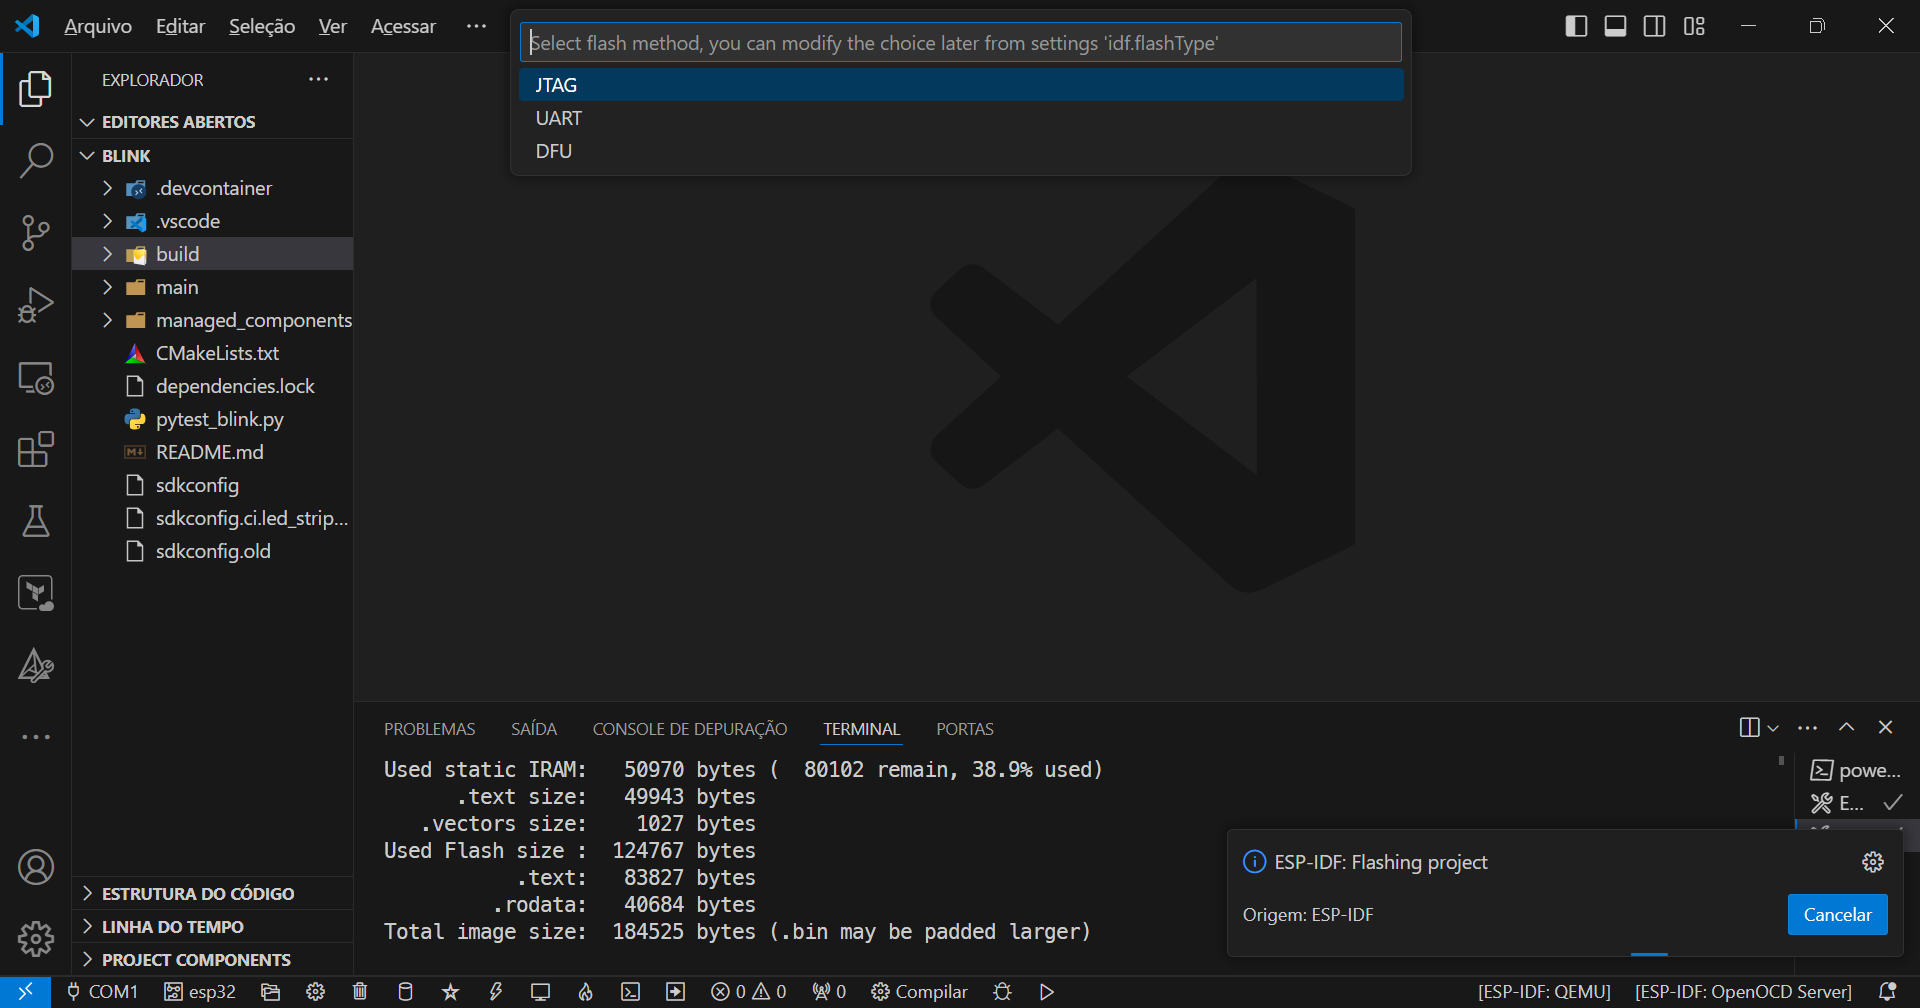 Arquivo Editar Seleção Ver Acessar ···
Select flash method, you can modify the choice later from settings 'idf.flashType'
JTAG
UART
DFU
EXPLORADOR
EDITORES ABERTOS
BLINK
.devcontainer
.vscode
build
main
managed_components
CMakeLists.txt
dependencies.lock
pytest_blink.py
README.md
sdkconfig
sdkconfig.ci.led_strip...
sdkconfig.old
ESTRUTURA DO CÓDIGO
LINHA DO TEMPO
PROJECT COMPONENTS
PROBLEMAS SAÍDA CONSOLE DE DEPURAÇÃO TERMINAL PORTAS
Used static IRAM: 50970 bytes ( 80102 remain, 38.9% used)
.text size: 49943 bytes
.vectors size: 1027 bytes
Used Flash size : 124767 bytes
.text: 83827 bytes
.rodata: 40684 bytes
Total image size: 184525 bytes (.bin may be padded larger)
powe...
E...
ESP-IDF: Flashing project
Origem: ESP-IDF
Cancelar
COM1 esp32 0 0 0 Compilar [ESP-IDF: QEMU] [ESP-IDF: OpenOCD Server]